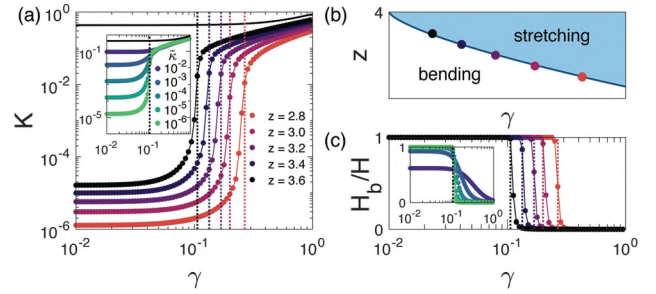 (a)
K
10^0
10^-2
10^-4
10^-6
10^-2
10^-1
10^0
γ
10^-1
10^-3
10^-5
10^-2
10^-1
10^0
κ̃
10^-2
10^-3
10^-4
10^-5
10^-6
z = 2.8
z = 3.0
z = 3.2
z = 3.4
z = 3.6
(b)
4
z
stretching
bending
γ
(c)
H_b/H
1
0
10^-2
10^-1
10^0
γ
1
0
10^-2
10^-1
10^0